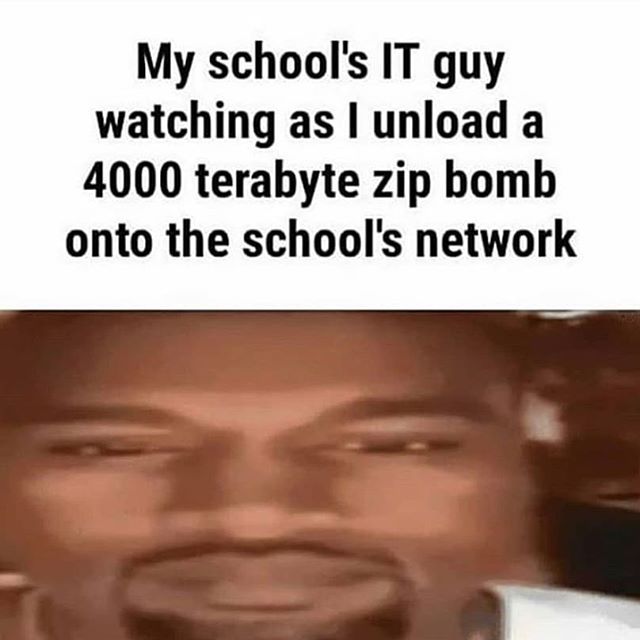 My school's IT guy
watching as I unload a
4000 terabyte zip bomb
onto the school's network